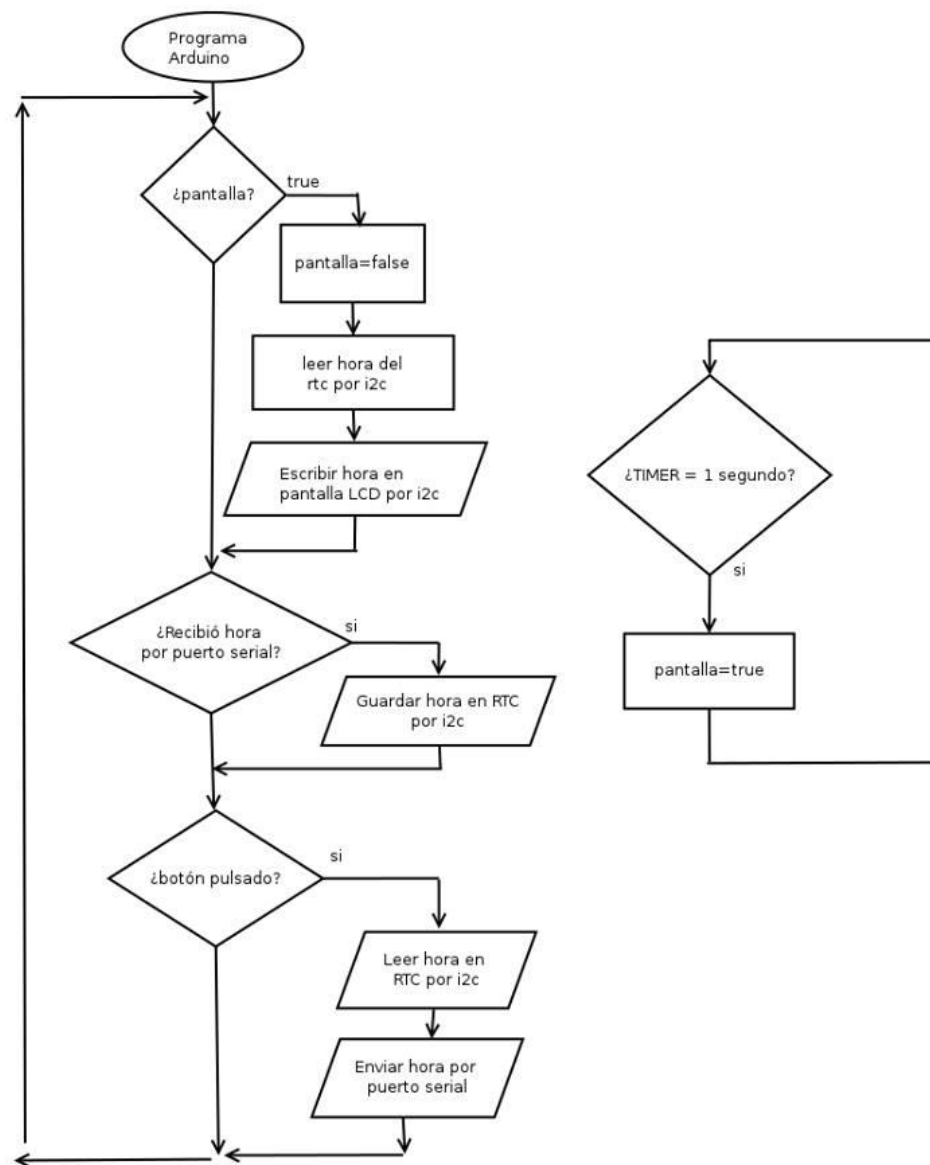 Programa
Arduino
¿pantalla?
true
pantalla=false
leer hora del
rtc por i2c
Escribir hora en
pantalla LCD por i2c
¿Recibió hora
por puerto serial?
si
Guardar hora en RTC
por i2c
¿botón pulsado?
si
Leer hora en
RTC por i2c
Enviar hora por
puerto serial
¿TIMER = 1 segundo?
si
pantalla=true